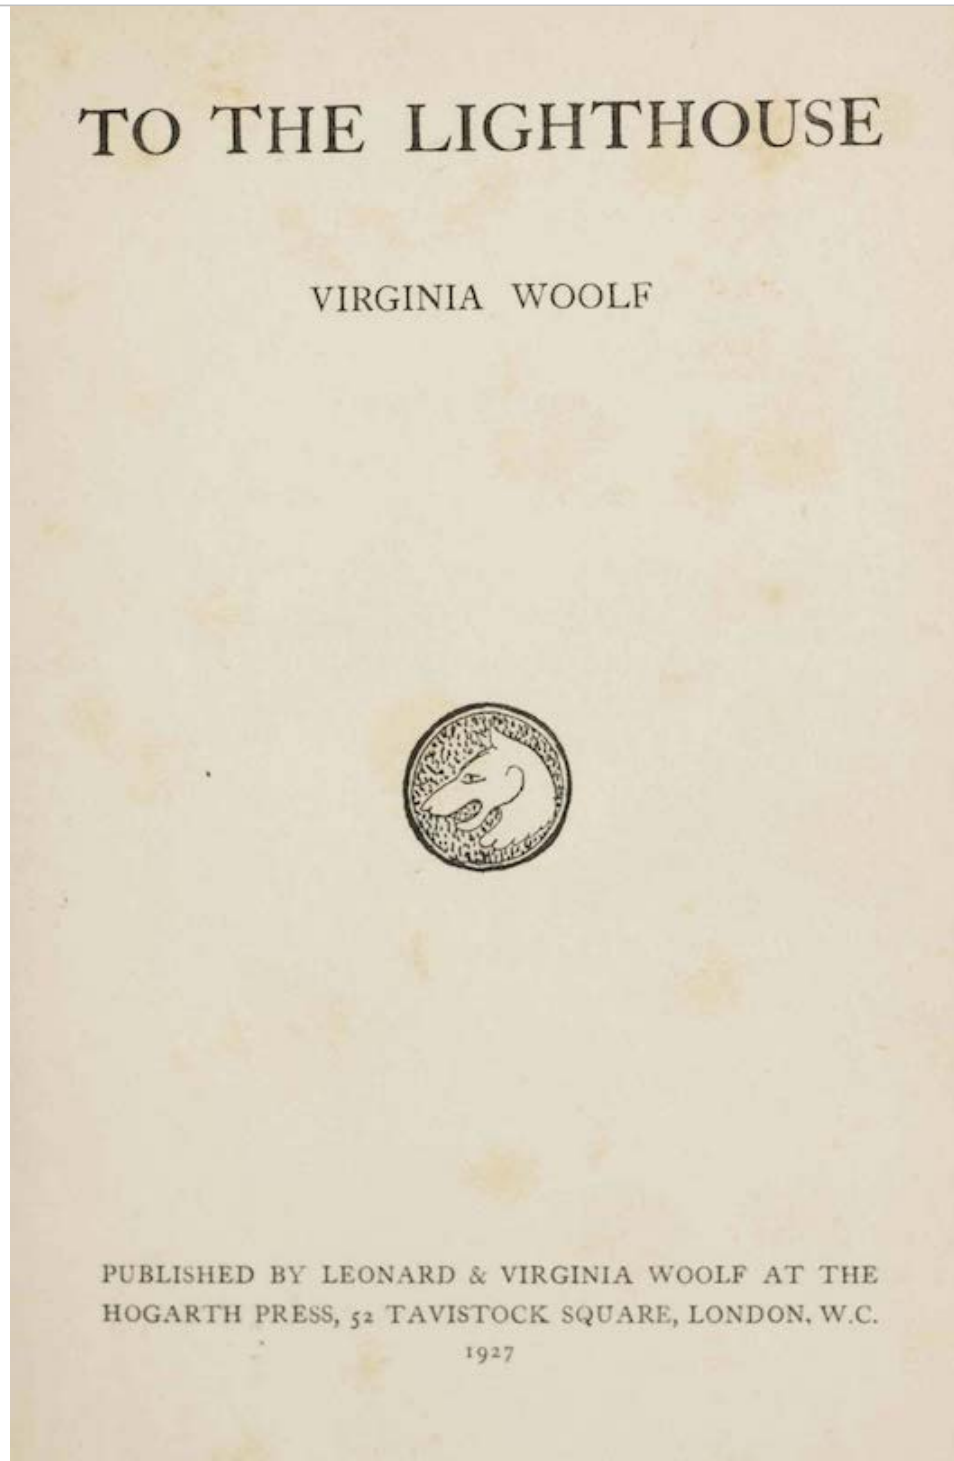 TO THE LIGHTHOUSE
VIRGINIA WOOLF
PUBLISHED BY LEONARD & VIRGINIA WOOLF AT THE
HOGARTH PRESS, 52 TAVISTOCK SQUARE, LONDON, W.C.
1927